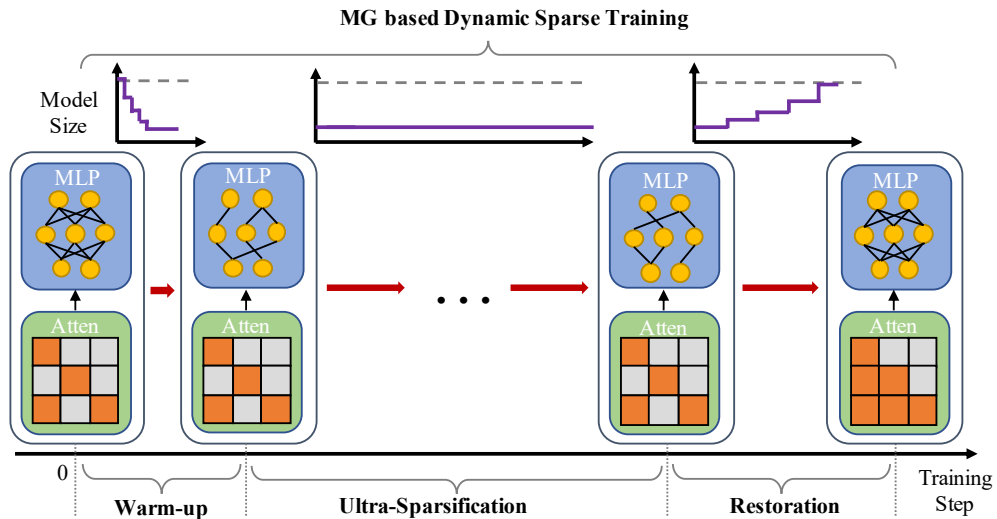 MG based Dynamic Sparse Training
Model
Size
MLP
MLP
MLP
MLP
. . .
Atten
Atten
Atten
Atten
0
Training
Step
Warm-up
Ultra-Sparsification
Restoration